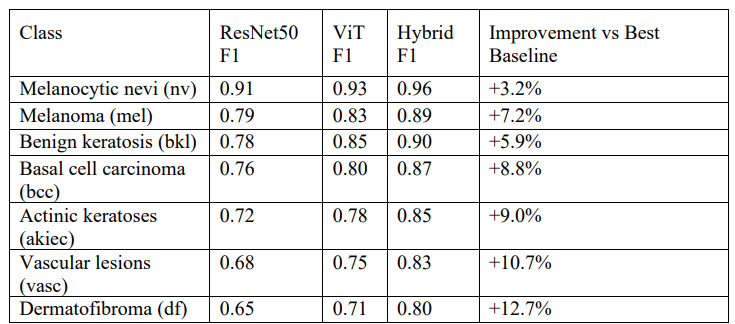 Class ResNet50 F1 ViT F1 Hybrid F1 Improvement vs Best Baseline
Melanocytic nevi (nv) 0.91 0.93 0.96 +3.2%
Melanoma (mel) 0.79 0.83 0.89 +7.2%
Benign keratosis (bkl) 0.78 0.85 0.90 +5.9%
Basal cell carcinoma (bcc) 0.76 0.80 0.87 +8.8%
Actinic keratoses (akiec) 0.72 0.78 0.85 +9.0%
Vascular lesions (vasc) 0.68 0.75 0.83 +10.7%
Dermatofibroma (df) 0.65 0.71 0.80 +12.7%